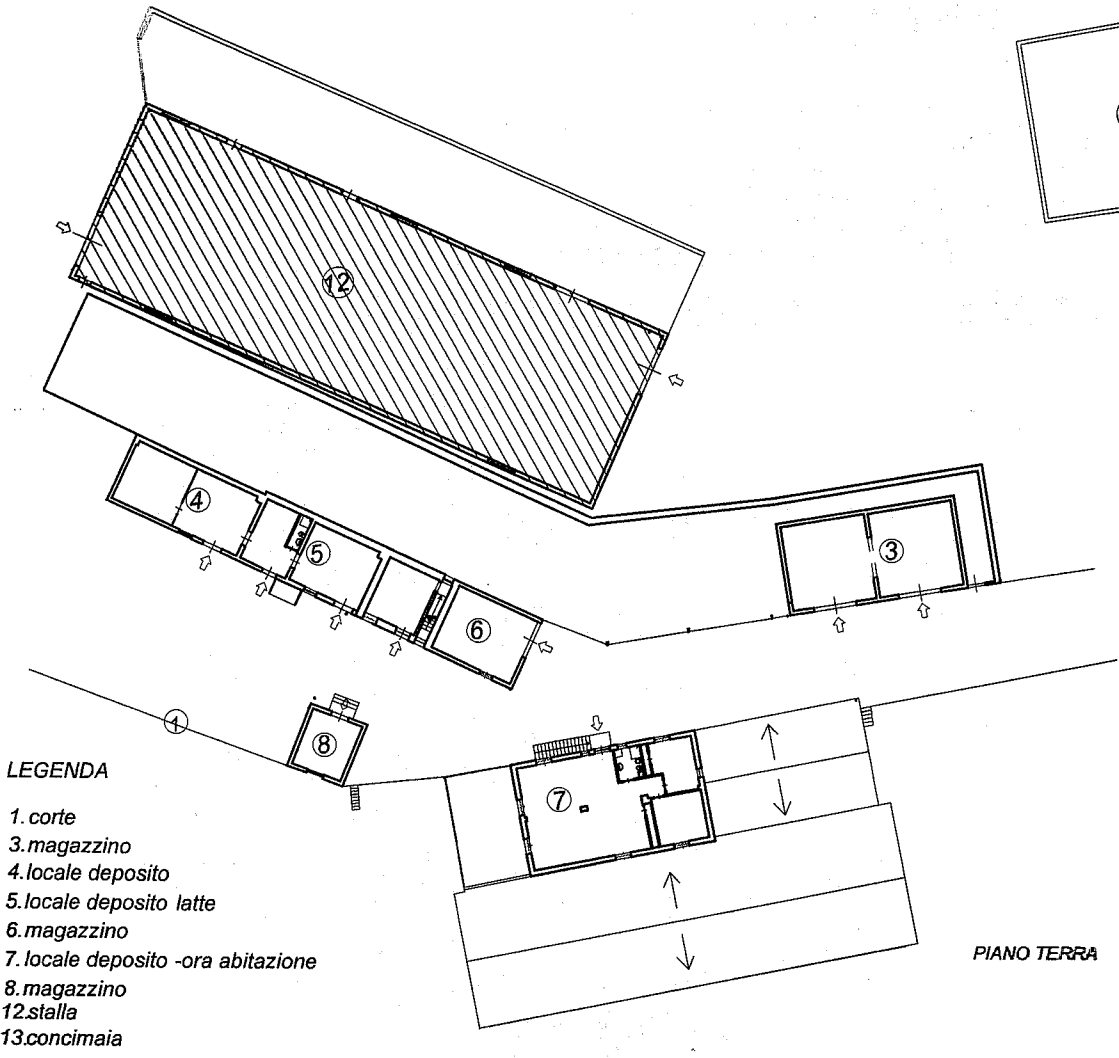 12
4
5
3
6
1
8
7
LEGENDA
1. corte
3. magazzino
4. locale deposito
5. locale deposito latte
6. magazzino
7. locale deposito -ora abitazione
8. magazzino
12.stalla
13.concimaia
PIANO TERRA